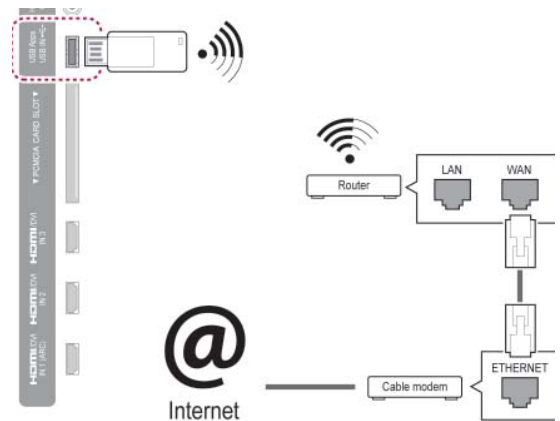 USB Apps
USB IN
▼ PCMCIA CARD SLOT ▼
HDMI/DVI
IN 3
HDMI/DVI
IN 2
HDMI/DVI
IN 1 (ARC)
LAN
WAN
Router
ETHERNET
Cable modem
@
Internet